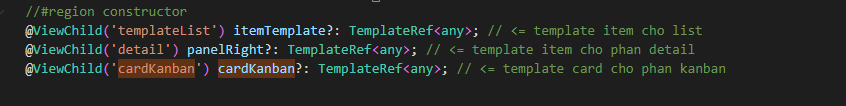 //#region constructor
@ViewChild('templateList') itemTemplate?: TemplateRef<any>; // <= template item cho list
@ViewChild('detail') panelRight?: TemplateRef<any>; // <= template item cho phan detail
@ViewChild('cardKanban') cardKanban?: TemplateRef<any>; // <= template card cho phan kanban